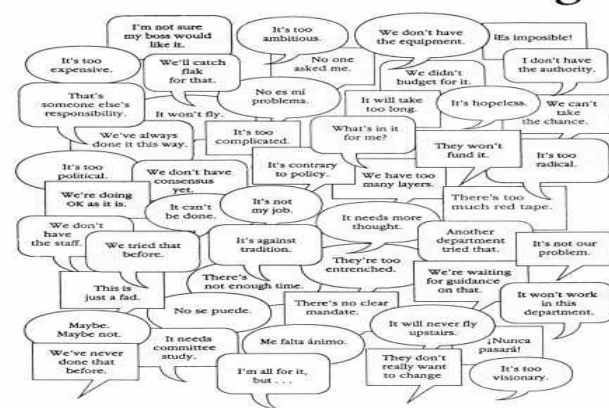 I'm not sure
my boss would
like it.
It's too
ambitious.
We don't have
the equipment.
¡Es imposible!
It's too
expensive.
We'll catch
flak
for that.
No one
asked me.
We didn't
budget for it.
I don't have
the authority.
That's
someone else's
responsibility.
It won't fly.
No es mi
problema.
It will take
too long.
It's hopeless.
We can't
take
the chance.
We've always
done it this way.
It's too
complicated.
What's in it
for me?
They won't
fund it.
It's too
radical.
It's too
political.
We don't have
consensus
yet.
It's contrary
to policy.
We have too
many layers.
We're doing
OK as it is.
It can't
be done.
It's not
my job.
There's too
much red tape.
It needs more
thought.
We don't
have
the staff.
We tried that
before.
It's against
tradition.
They're too
entrenched.
Another
department
tried that.
It's not our
problem.
This is
just a fad.
There's
not enough time.
We're waiting
for guidance
on that.
No se puede.
There's no clear
mandate.
It won't work
in this
department.
Maybe.
Maybe not.
It needs
committee
study.
Me falta ánimo.
It will never fly
upstairs.
¡Nunca
pasará!
We've never
done that
before.
I'm all for it,
but . . .
They don't
really want
to change
It's too
visionary.